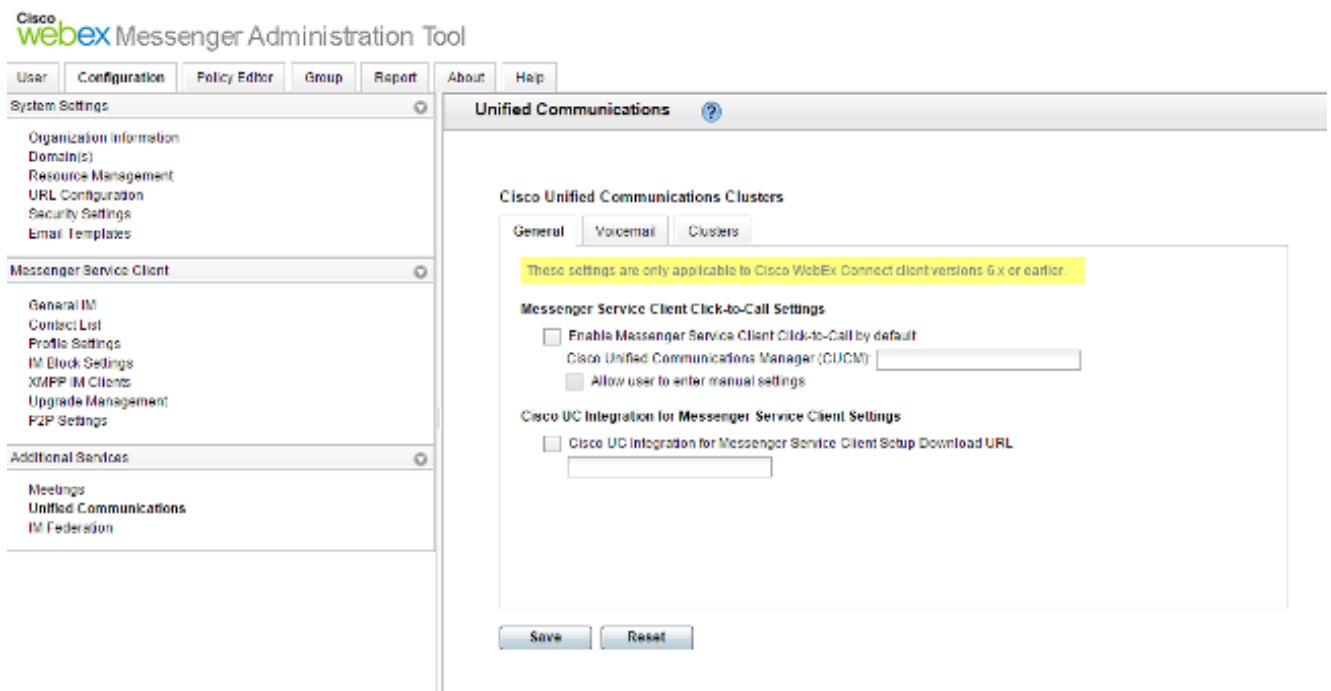 Cisco
webex Messenger Administration Tool
User Configuration Policy Editor Group Report About Help
System Settings
Organization Information
Domain(s)
Resource Management
URL Configuration
Security Settings
Email Templates
Messenger Service Client
General IM
Contact List
Profile Settings
IM Block Settings
XMPP IM Clients
Upgrade Management
P2P Settings
Additional Services
Meetings
Unified Communications
IM Federation
Unified Communications ?
Cisco Unified Communications Clusters
General Voicemail Clusters
These settings are only applicable to Cisco WebEx Connect client versions 6.x or earlier.
Messenger Service Client Click-to-Call Settings
Enable Messenger Service Client Click-to-Call by default
Cisco Unified Communications Manager (CUCM):
Allow user to enter manual settings
Cisco UC Integration for Messenger Service Client Settings
Cisco UC Integration for Messenger Service Client Setup Download URL
Save Reset